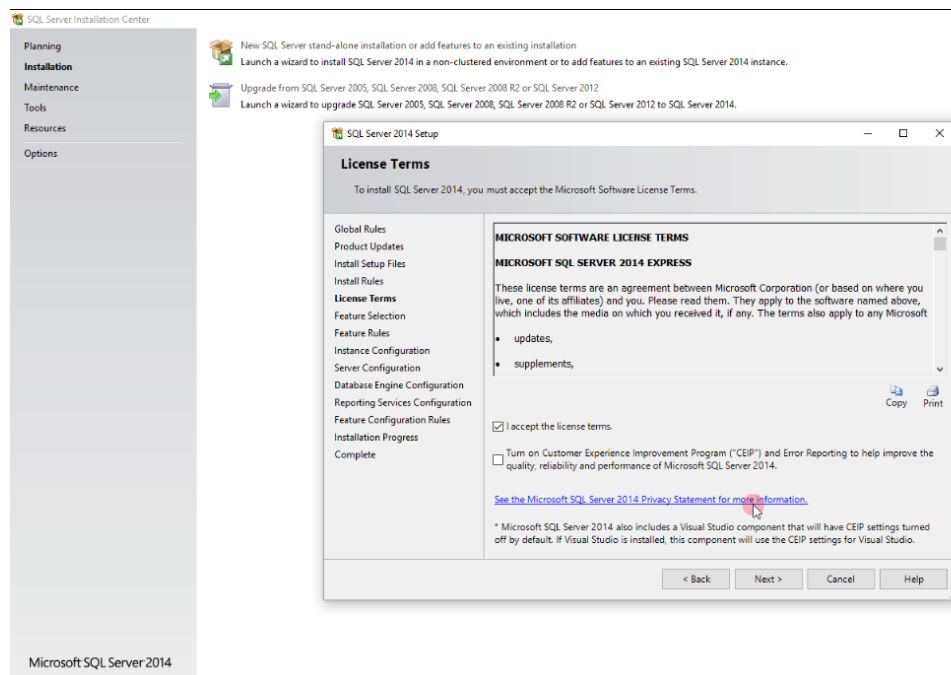 SQL Server Installation Center
Planning
Installation
Maintenance
Tools
Resources
Options
New SQL Server stand-alone installation or add features to an existing installation
Launch a wizard to install SQL Server 2014 in a non-clustered environment or to add features to an existing SQL Server 2014 instance.
Upgrade from SQL Server 2005, SQL Server 2008, SQL Server 2008 R2 or SQL Server 2012
Launch a wizard to upgrade SQL Server 2005, SQL Server 2008, SQL Server 2008 R2 or SQL Server 2012 to SQL Server 2014.
SQL Server 2014 Setup
License Terms
To install SQL Server 2014, you must accept the Microsoft Software License Terms.
Global Rules
Product Updates
Install Setup Files
Install Rules
License Terms
Feature Selection
Feature Rules
Instance Configuration
Server Configuration
Database Engine Configuration
Reporting Services Configuration
Feature Configuration Rules
Installation Progress
Complete
MICROSOFT SOFTWARE LICENSE TERMS
MICROSOFT SQL SERVER 2014 EXPRESS
These license terms are an agreement between Microsoft Corporation (or based on where you
live, one of its affiliates) and you. Please read them. They apply to the software named above,
which includes the media on which you received it, if any. The terms also apply to any Microsoft
• updates,
• supplements,
Copy Print
I accept the license terms.
Turn on Customer Experience Improvement Program ("CEIP") and Error Reporting to help improve the
quality, reliability and performance of Microsoft SQL Server 2014.
See the Microsoft SQL Server 2014 Privacy Statement for more information.
* Microsoft SQL Server 2014 also includes a Visual Studio component that will have CEIP settings turned
off by default. If Visual Studio is installed, this component will use the CEIP settings for Visual Studio.
< Back Next > Cancel Help
Microsoft SQL Server 2014